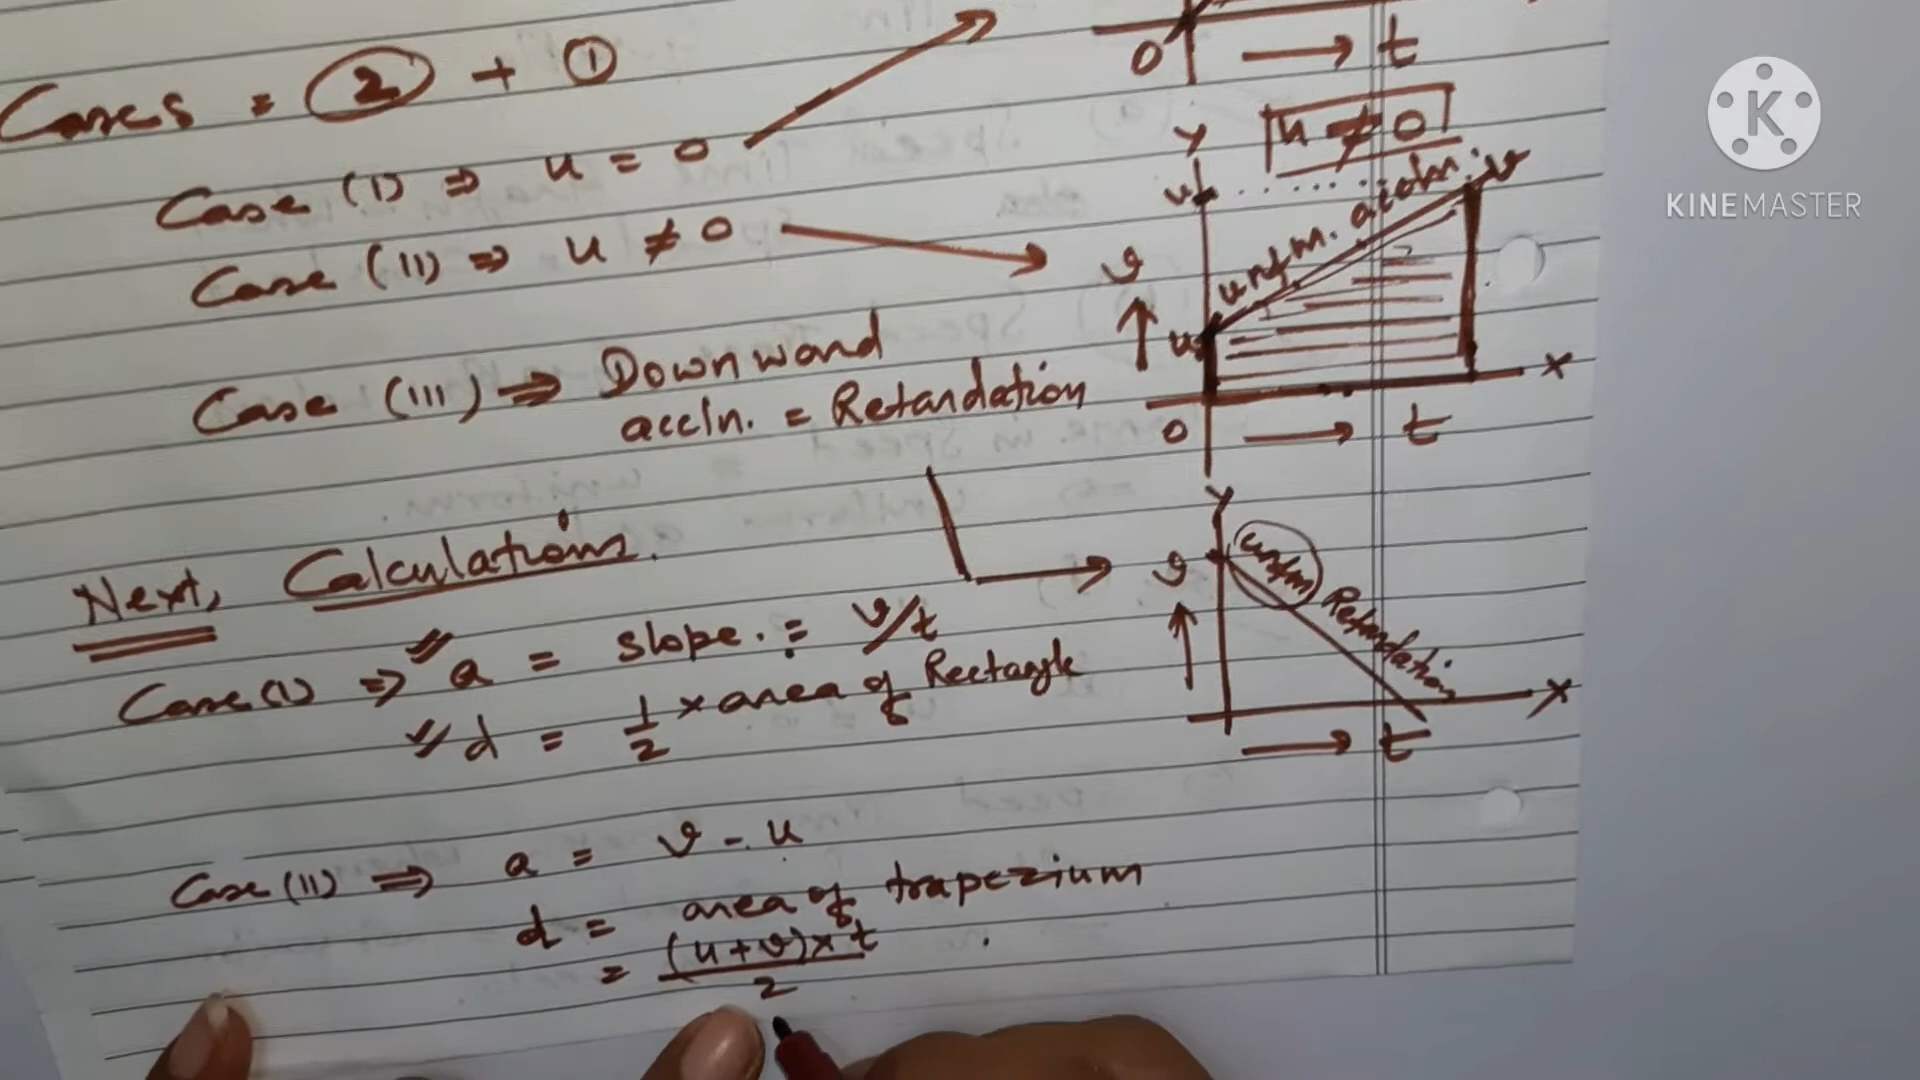 Cases = 2 + 1
Case (I) ⇒ u = 0
Case (II) ⇒ u ≠ 0
Case (III) ⇒ Downward
accln. = Retardation
Next, Calculations.
Case (I) ⇒ a = slope. = v/t
d = 1/2 × area of Rectangle
Case (II) ⇒ a = v - u
d = area of trapezium
= (u+v)×t
2
0 → t
u ≠ 0
Y
v
v
unfm. accln.
v
↑
u
X
0 → t
Y
v
unfm Retardation
↑
X
→ t
K
KINEMASTER